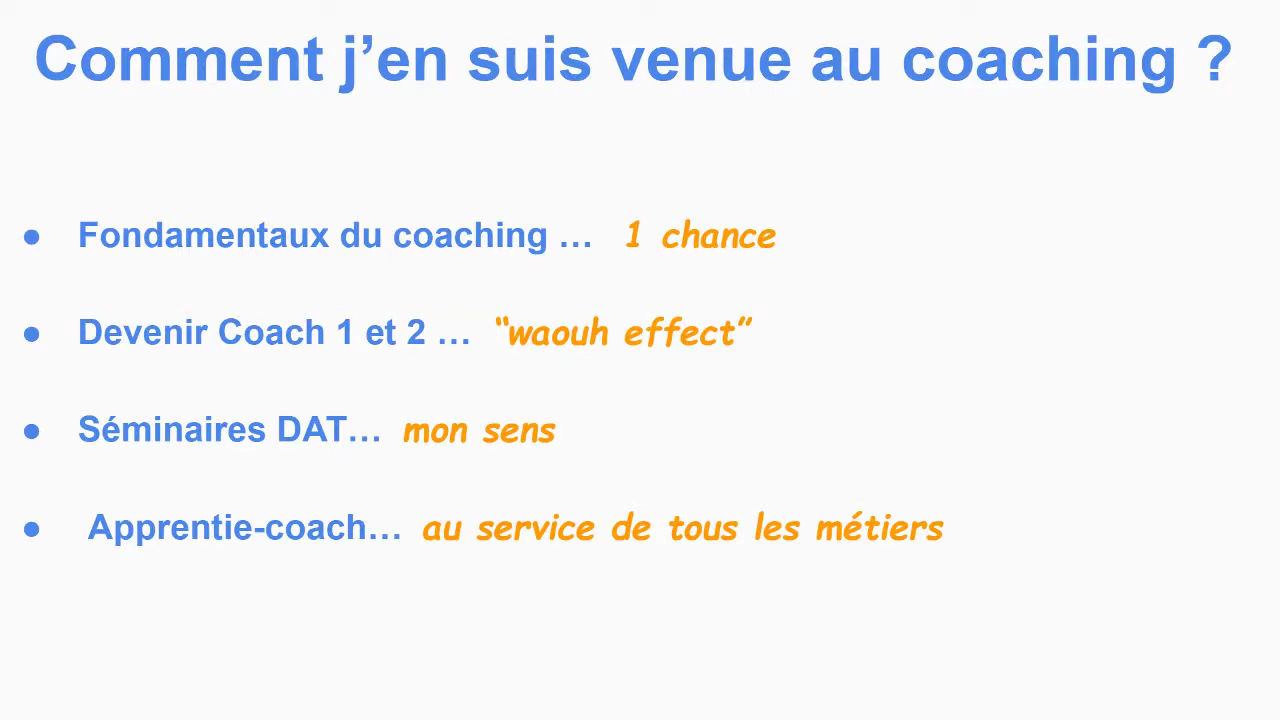 Comment j’en suis venue au coaching ?
● Fondamentaux du coaching … 1 chance
● Devenir Coach 1 et 2 … “waouh effect”
● Séminaires DAT… mon sens
● Apprentie-coach… au service de tous les métiers